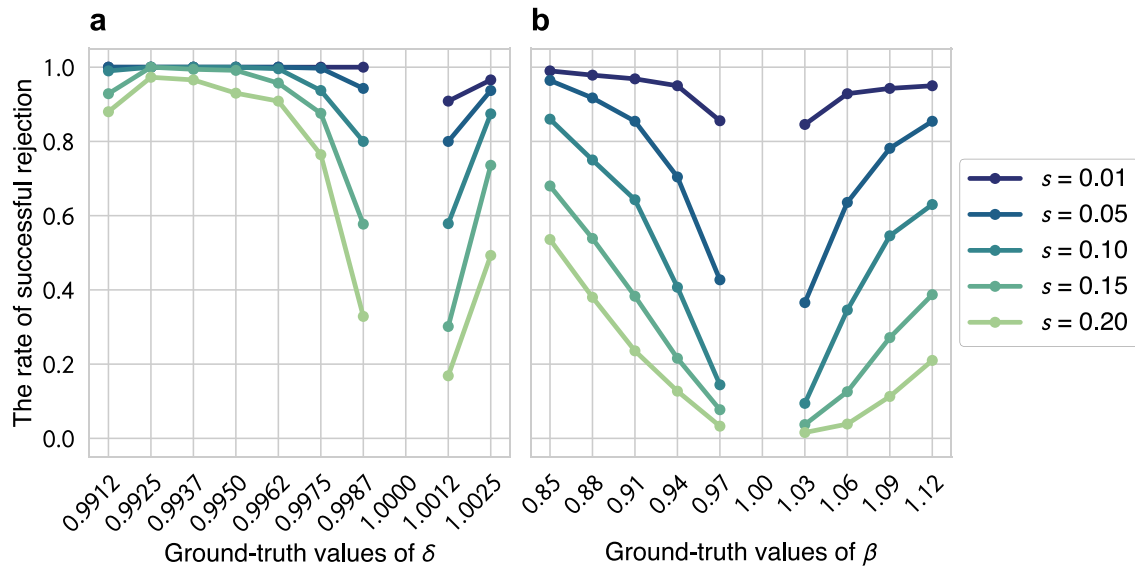 a
b
The rate of successful rejection
1.0
0.8
0.6
0.4
0.2
0.0
0.9912
0.9925
0.9937
0.9950
0.9962
0.9975
0.9987
1.0000
1.0012
1.0025
Ground-truth values of δ
0.85
0.88
0.91
0.94
0.97
1.00
1.03
1.06
1.09
1.12
Ground-truth values of β
s = 0.01
s = 0.05
s = 0.10
s = 0.15
s = 0.20